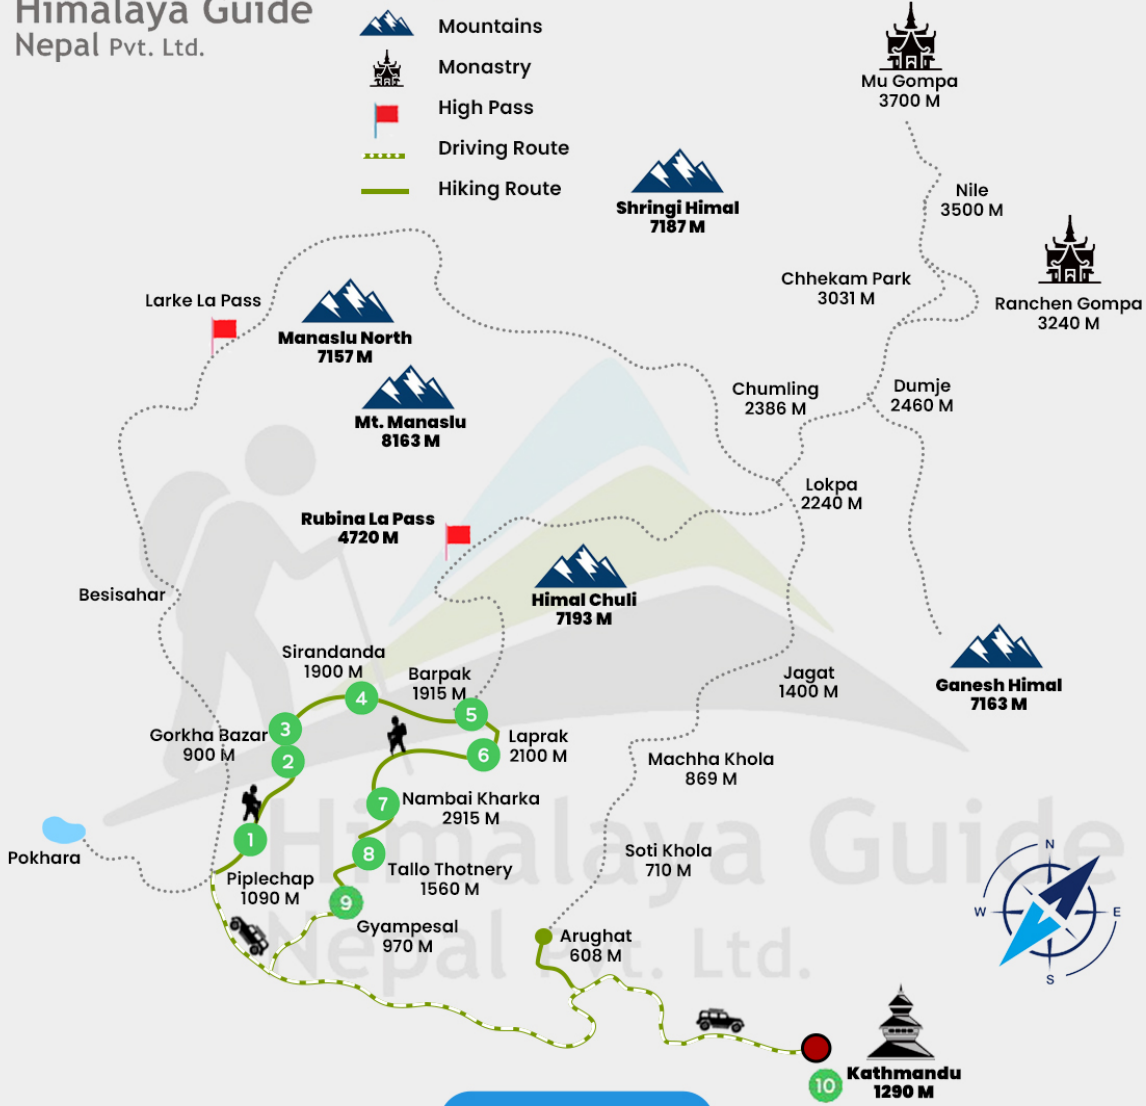 Himalaya Guide
Nepal Pvt. Ltd.
Mountains
Monastry
High Pass
Driving Route
Hiking Route
Mu Gompa
3700 M
Shringi Himal
7187 M
Nile
3500 M
Chhekam Park
3031 M
Ranchen Gompa
3240 M
Larke La Pass
Manaslu North
7157 M
Mt. Manaslu
8163 M
Chumling
2386 M
Dumje
2460 M
Lokpa
2240 M
Rubina La Pass
4720 M
Himal Chuli
7193 M
Besisahar
Sirandanda
1900 M
4
Barpak
1915 M
5
Jagat
1400 M
Ganesh Himal
7163 M
Gorkha Bazar
900 M
3
2
Laprak
2100 M
6
Machha Khola
869 M
7
Nambai Kharka
2915 M
1
Himalaya Guide
Nepal Pvt. Ltd.
Pokhara
Piplechap
1090 M
8
Tallo Thotnery
1560 M
Soti Khola
710 M
9
Gyampesal
970 M
Arughat
608 M
N
W
E
S
Kathmandu
1290 M
10